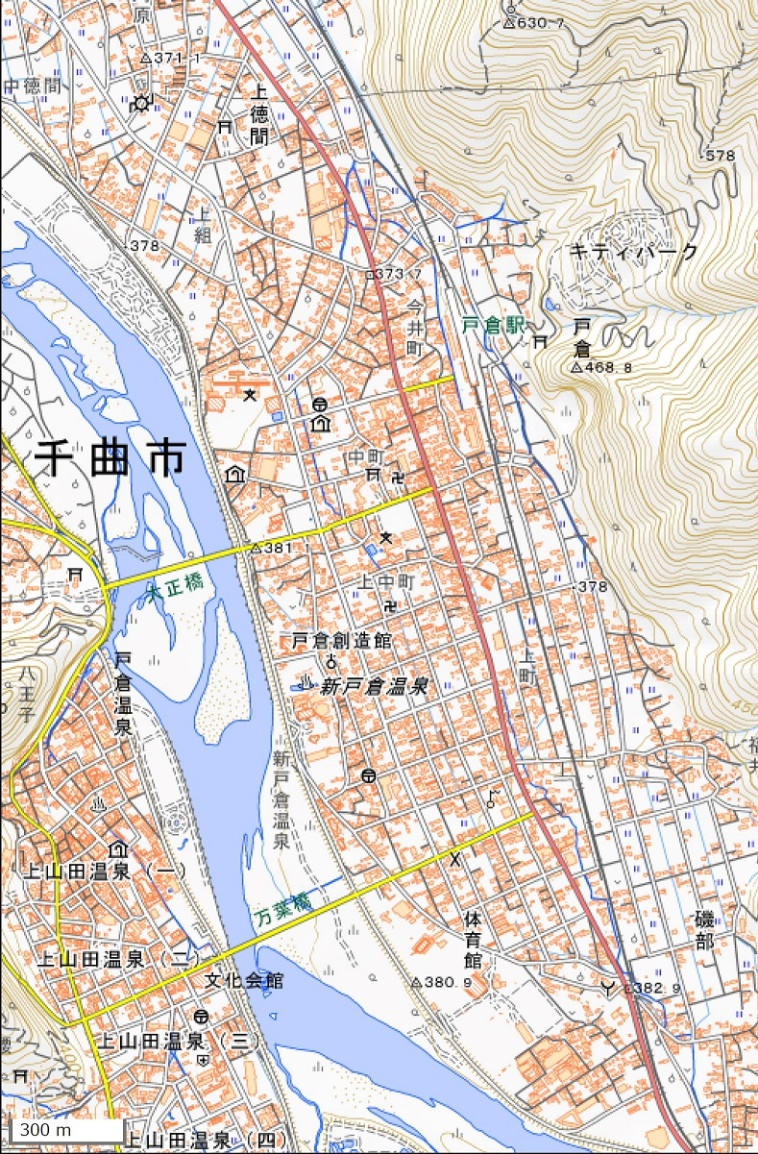 630.7
原
371.1
中徳間
上徳間
578
上組
378
キティパーク
373.7
今井町
戸倉駅
戸倉
468.8
千曲市
中町
381.1
大正橋
上中町
378
戸倉創造館
新戸倉温泉
上町
八王子
戸倉温泉
450
福井
新戸倉温泉
上山田温泉(一)
万葉橋
体育館
磯部
上山田温泉(二)
文化会館
380.9
382.9
上山田温泉(三)
300 m
上山田温泉(四)